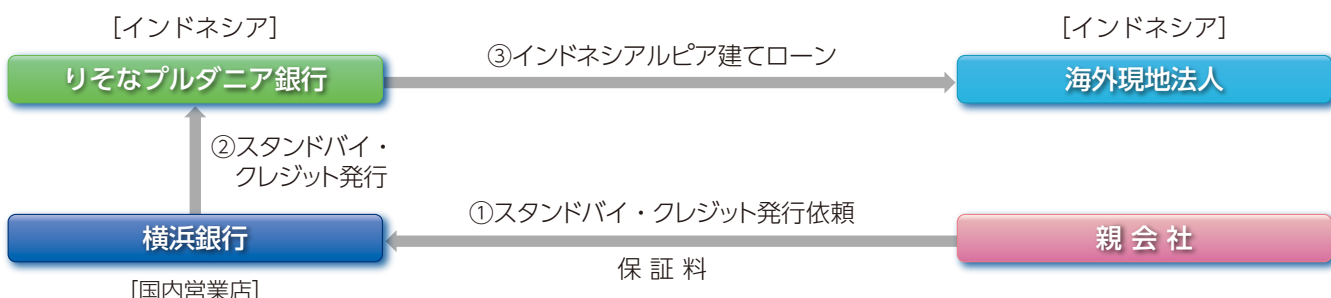 [インドネシア]
[インドネシア]
③インドネシアルピア建てローン
りそなプルダニア銀行
海外現地法人
②スタンドバイ・
クレジット発行
①スタンドバイ・クレジット発行依頼
横浜銀行
親会社
保証料
[国内営業店]